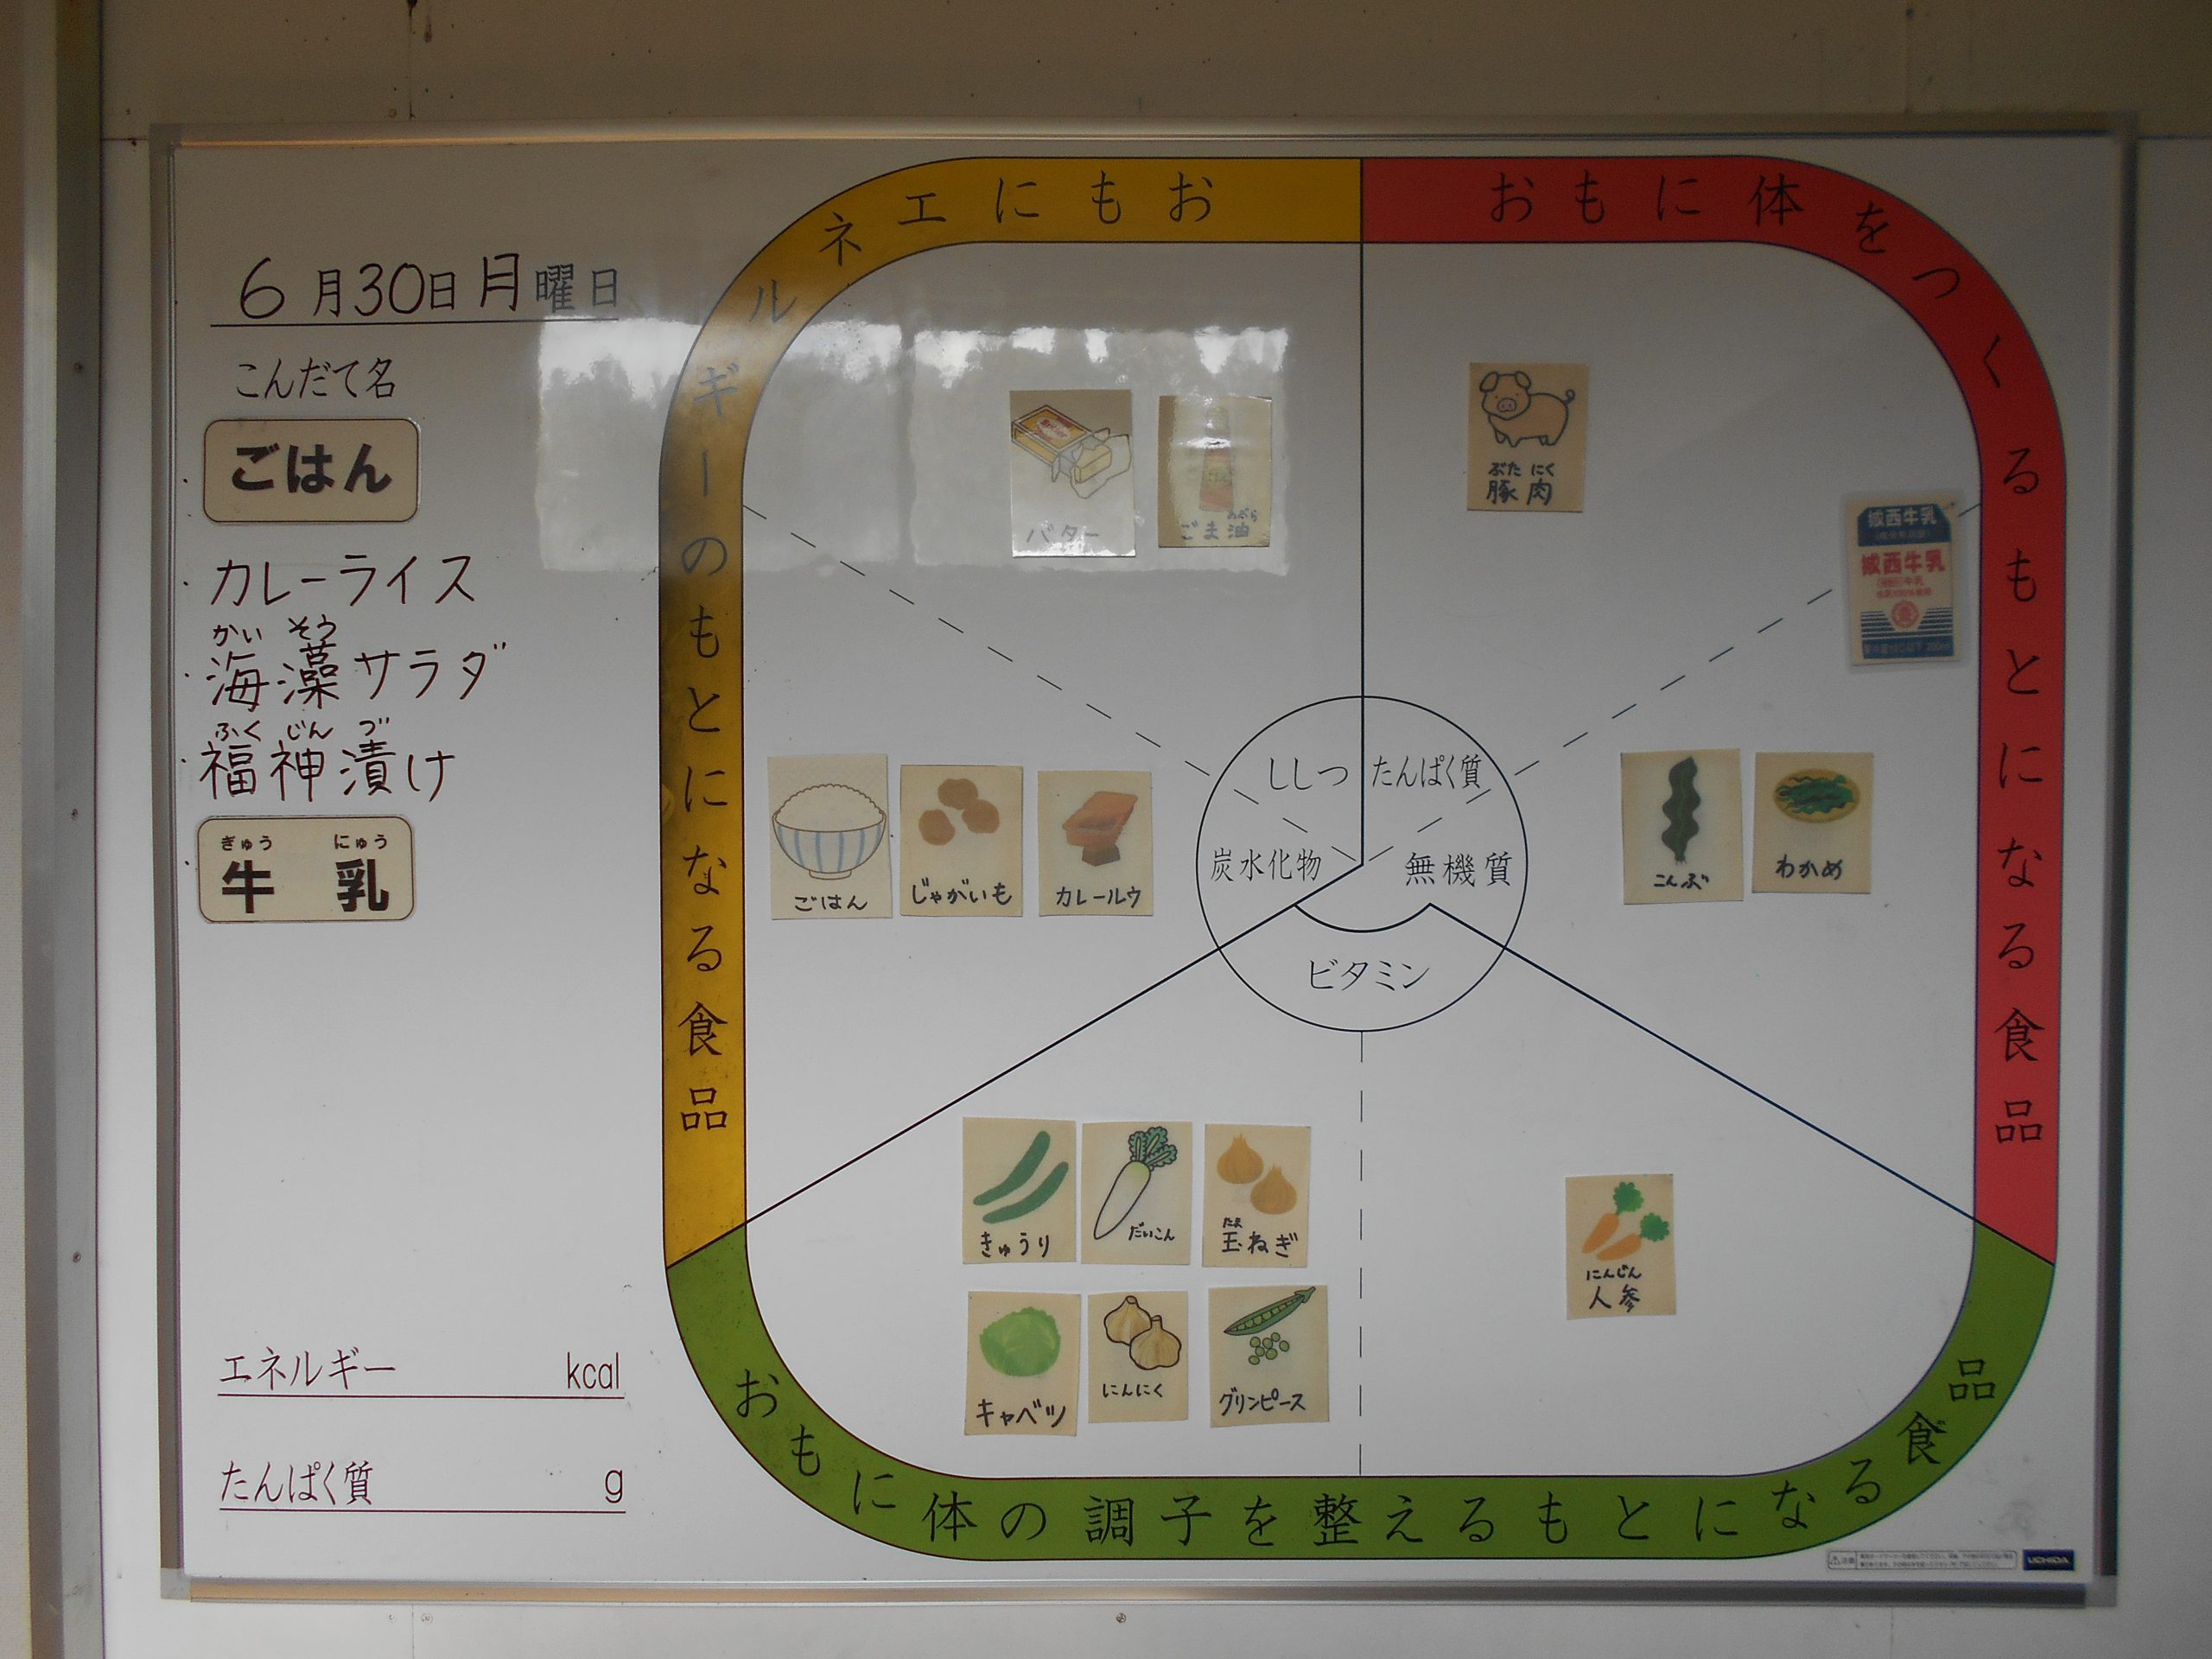 6月30日月曜日
こんだて名
ごはん
カレーライス
かいそう
海藻サラダ
ふくじんづ
福神漬け
ぎゅうにゅう
牛乳
エネルギー kcal
たんぱく質 g
おもにエネルギーのもとになる食品
おもに体をつくるもとになる食品
おもに体の調子を整えるもとになる食品
ししつ
たんぱく質
炭水化物
無機質
ビタミン
バター
あぶら
ごま油
ぶたにく
豚肉
城西牛乳
城西牛乳
ごはん
じゃがいも
カレールウ
こんぶ
わかめ
きゅうり
だいこん
たま
玉ねぎ
キャベツ
にんにく
グリンピース
にんじん
人参
UCHIDA